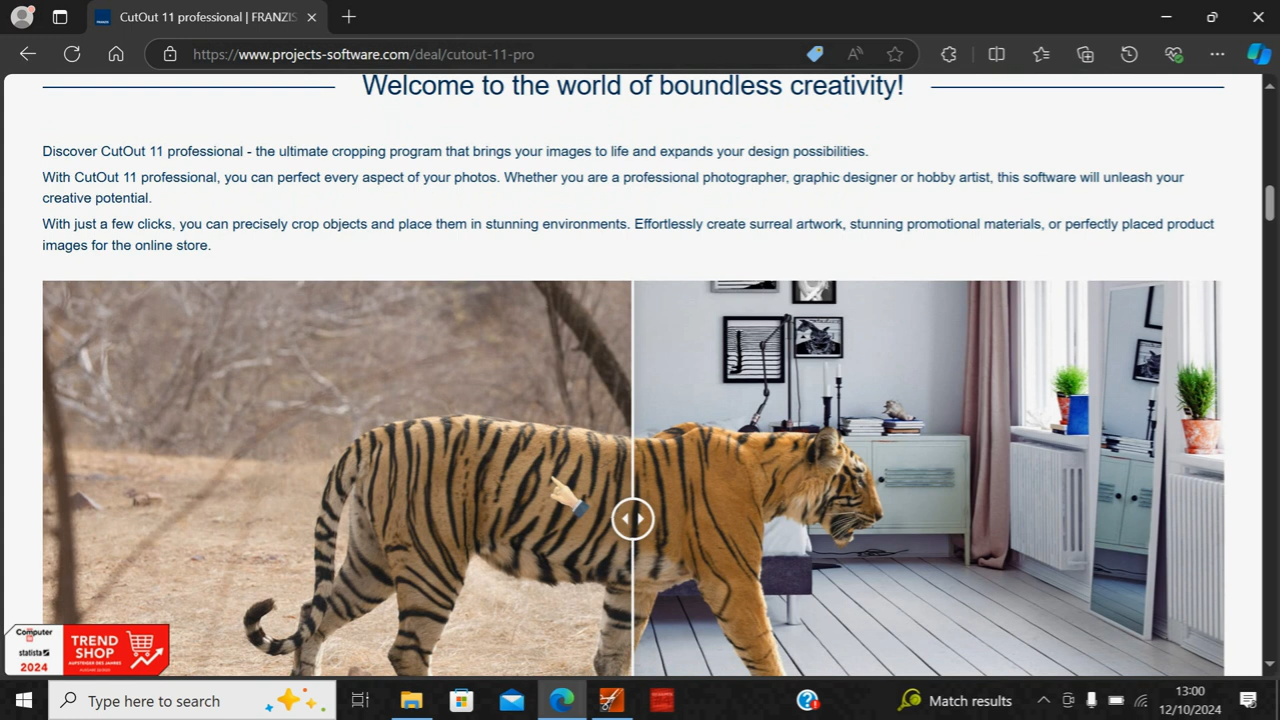 CutOut 11 professional | FRANZIS
https://www.projects-software.com/deal/cutout-11-pro
Welcome to the world of boundless creativity!
Discover CutOut 11 professional - the ultimate cropping program that brings your images to life and expands your design possibilities.
With CutOut 11 professional, you can perfect every aspect of your photos. Whether you are a professional photographer, graphic designer or hobby artist, this software will unleash your
creative potential.
With just a few clicks, you can precisely crop objects and place them in stunning environments. Effortlessly create surreal artwork, stunning promotional materials, or perfectly placed product
images for the online store.
Computer
statista
2024
TREND
SHOP
Type here to search
Match results
13:00
12/10/2024